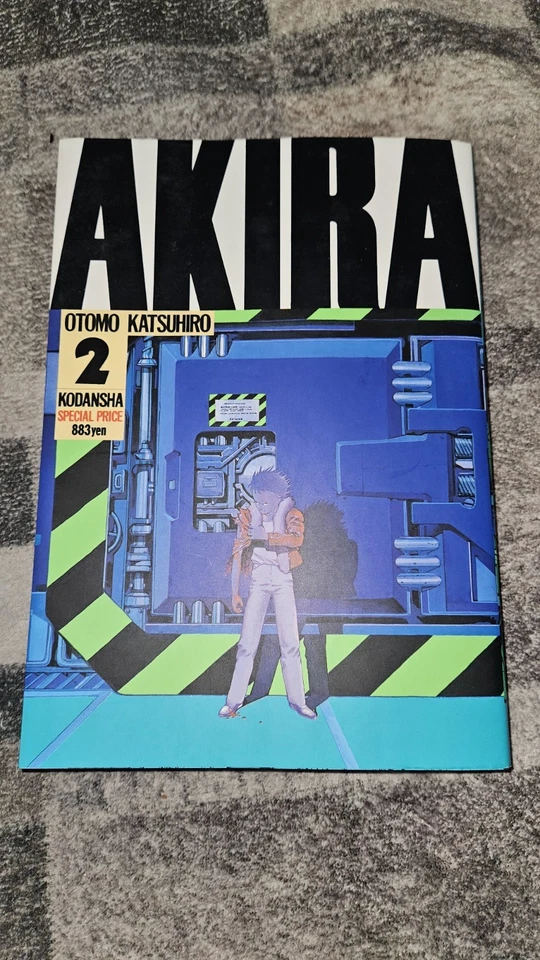 AKIRA
OTOMO KATSUHIRO
2
KODANSHA
SPECIAL PRICE
883yen